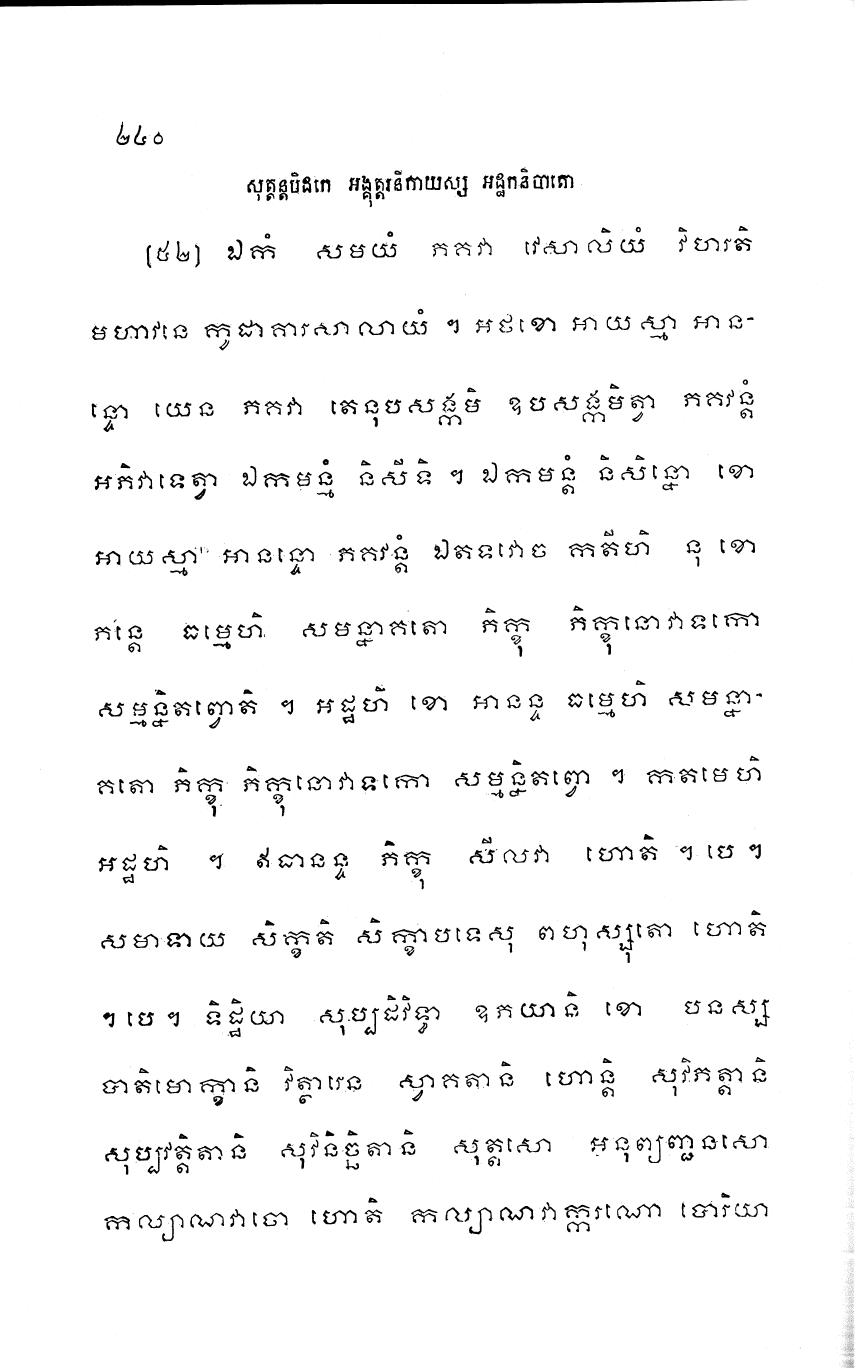 ២៤០
សុត្តន្តបិដកេ អង្គុត្តរនិកាយស្ស អដ្ឋកនិបាតោ
[៥២] ឯកំ សមយំ ភគវា វេសាលិយំ វិហរតិ
មហាវនេ កូដាគារសាលាយំ ។ អថខោ អាយស្មា អាន-
ន្ទោ យេន ភគវា តេនុបសង្កមិ ឧបសង្កមិត្វា ភគវន្តំ
អភិវាទេត្វា ឯកមន្តំ និសីទិ ។ ឯកមន្តំ និសិន្នោ ខោ
អាយស្មា អានន្ទោ ភគវន្តំ ឯតទវោច កតីហិ នុ ខោ
ភន្តេ ធម្មេហិ សមន្នាគតោ ភិក្ខុ ភិក្ខុនោវាទកោ
សម្មន្និតព្វោតិ ។ អដ្ឋហិ ខោ អានន្ទ ធម្មេហិ សមន្នា-
គតោ ភិក្ខុ ភិក្ខុនោវាទកោ សម្មន្និតព្វោ ។ កតមេហិ
អដ្ឋហិ ។ ឥធានន្ទ ភិក្ខុ សីលវា ហោតិ ។ បេ ។
សមាទាយ សិក្ខតិ សិក្ខាបទេសុ ពហុស្សុតោ ហោតិ
។ បេ ។ ទិដ្ឋិយា សុប្បដិវិទ្ធា ឧភយានិ ខោ បនស្ស
បាតិមោក្ខានិ វិត្ថារេន ស្វាគតានិ ហោន្តិ សុវិភត្តានិ
សុប្បវត្តិតានិ សុវិនិច្ឆិតានិ សុត្តសោ អនុព្យញ្ជនសោ
កល្យាណវាចោ ហោតិ កល្យាណវាក្ករណោ បោរិយា